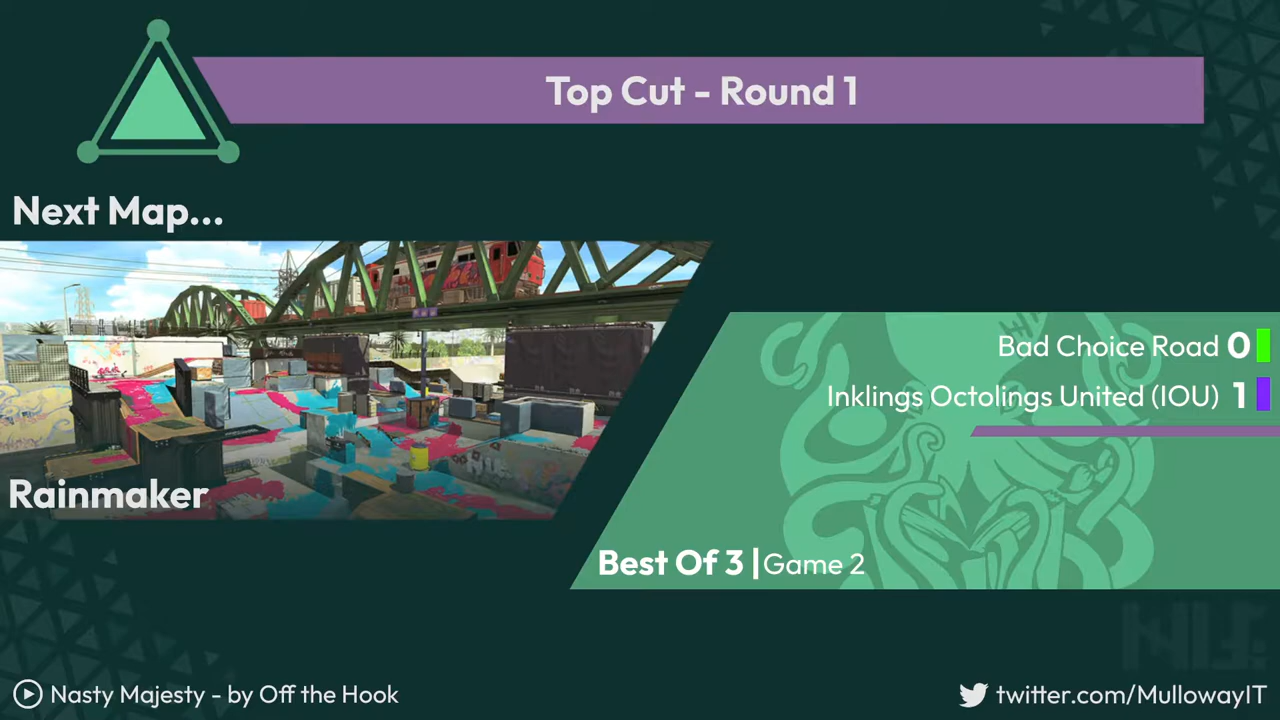 Top Cut - Round 1
Next Map...
Rainmaker
Bad Choice Road 0
Inklings Octolings United (IOU) 1
Best Of 3 | Game 2
Nasty Majesty - by Off the Hook
twitter.com/MullowayIT